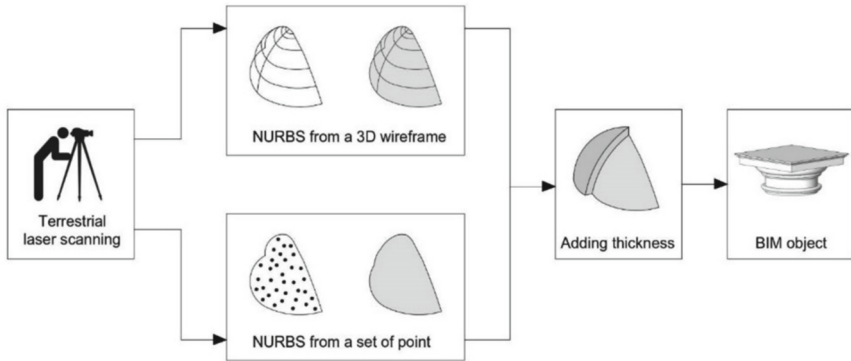 NURBS from a 3D wireframe
Terrestrial
laser scanning
NURBS from a set of point
Adding thickness
BIM object